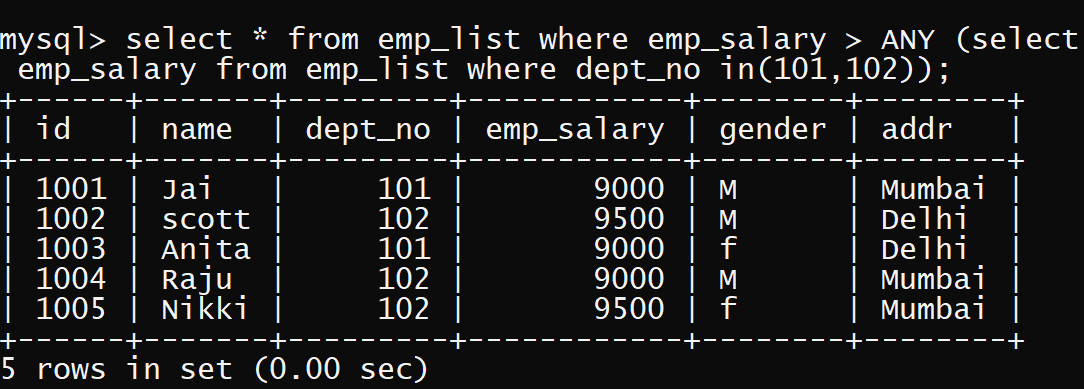 mysql> select * from emp_list where emp_salary > ANY (select
 emp_salary from emp_list where dept_no in(101,102));
+------+-------+---------+------------+--------+--------+
| id   | name  | dept_no | emp_salary | gender | addr   |
+------+-------+---------+------------+--------+--------+
| 1001 | Jai   |     101 |       9000 | M      | Mumbai |
| 1002 | scott |     102 |       9500 | M      | Delhi  |
| 1003 | Anita |     101 |       9000 | f      | Delhi  |
| 1004 | Raju  |     102 |       9000 | M      | Mumbai |
| 1005 | Nikki |     102 |       9500 | f      | Mumbai |
+------+-------+---------+------------+--------+--------+
5 rows in set (0.00 sec)